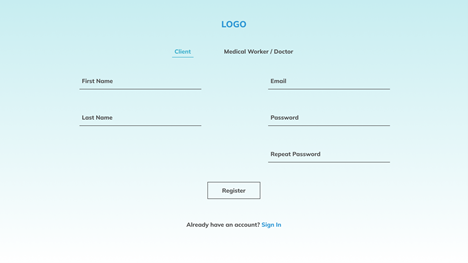 LOGO
Client
Medical Worker / Doctor
First Name
Email
Last Name
Password
Repeat Password
Register
Already have an account? Sign In